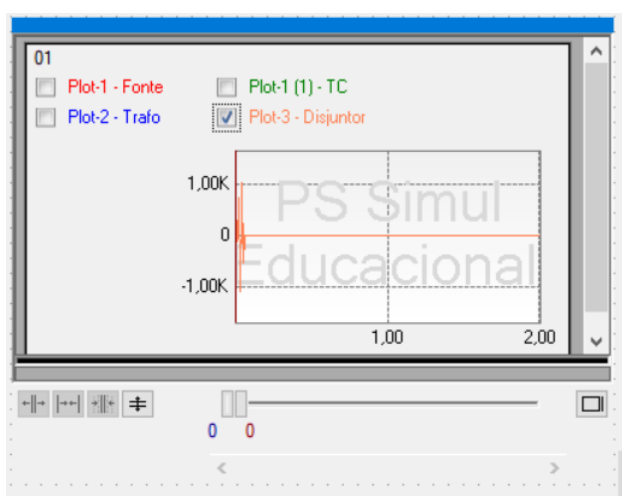 01
Plot-1 - Fonte
Plot-1 (1) - TC
Plot-2 - Trafo
Plot-3 - Disjuntor
1,00K
PS Simul
0
Educacional
-1,00K
1,00
2,00
0
0